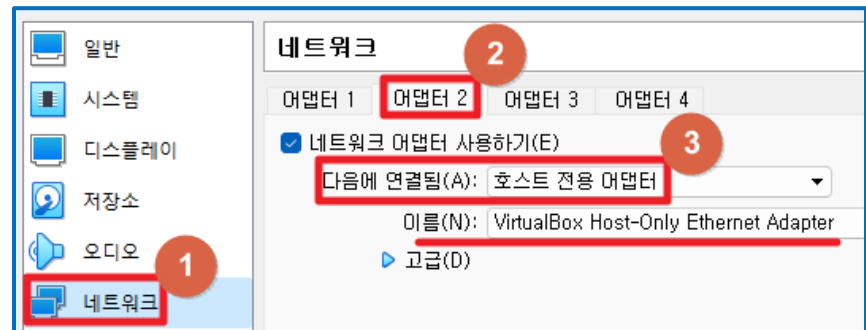 일반
시스템
디스플레이
저장소
오디오
1
네트워크
네트워크
2
어댑터 1 어댑터 2 어댑터 3 어댑터 4
네트워크 어댑터 사용하기(E)
3
다음에 연결됨(A): 호스트 전용 어댑터
이름(N): VirtualBox Host-Only Ethernet Adapter
고급(D)